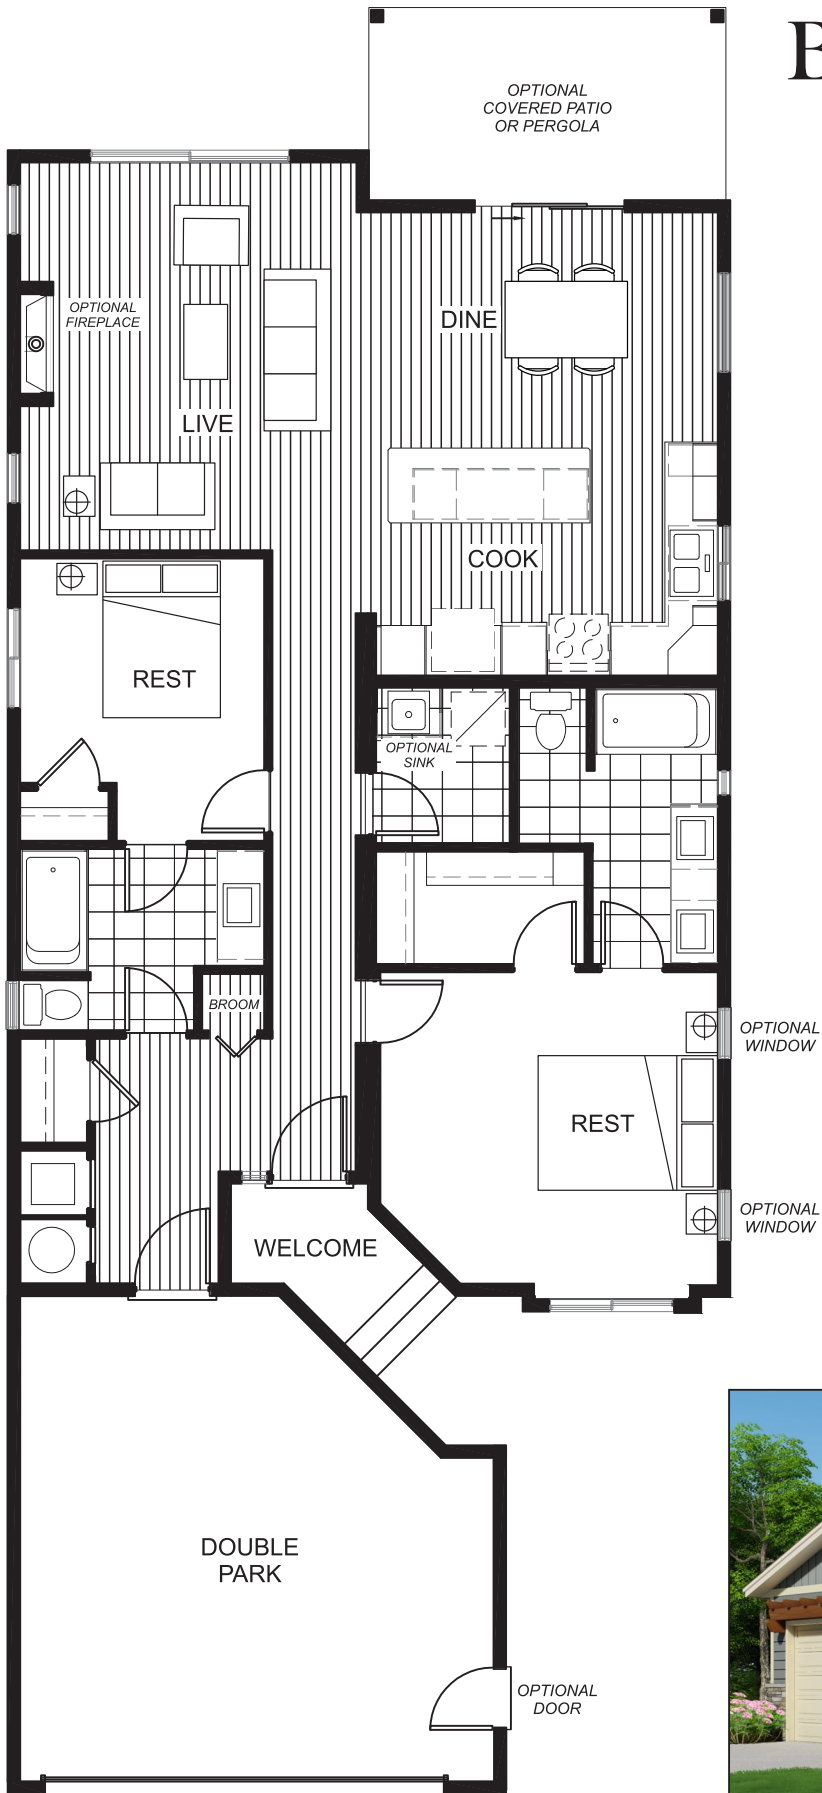 B
OPTIONAL
COVERED PATIO
OR PERGOLA
OPTIONAL
FIREPLACE
DINE
LIVE
COOK
REST
OPTIONAL
SINK
BROOM
OPTIONAL
WINDOW
REST
OPTIONAL
WINDOW
WELCOME
DOUBLE
PARK
OPTIONAL
DOOR